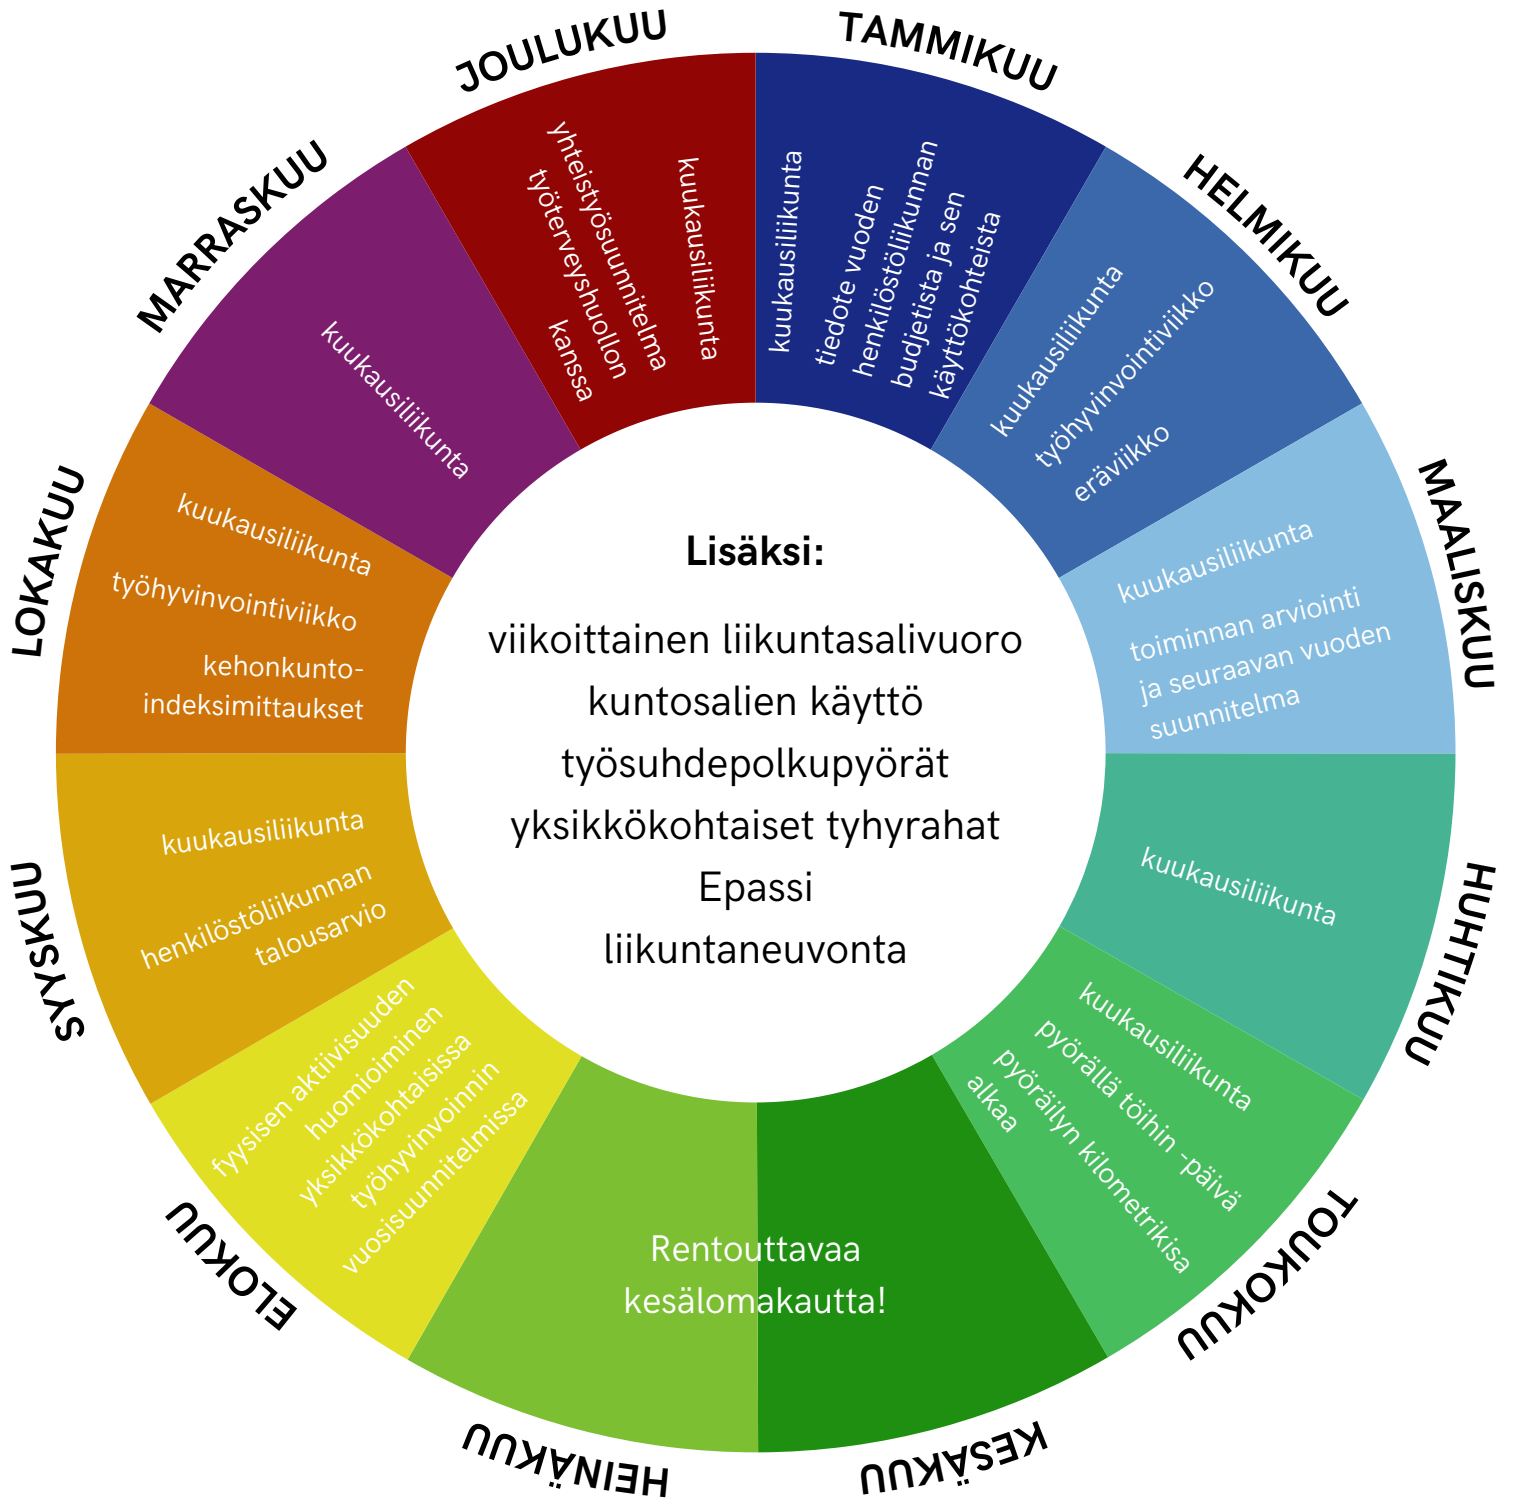 TAMMIKUU
kuukausiliikunta
tiedote vuoden
henkilöstöliikunnan
budjetista ja sen
käyttökohteista
HELMIKUU
kuukausiliikunta
työhyvinvointiviikko
eräviikko
MAALISKUU
kuukausiliikunta
toiminnan arviointi
ja seuraavan vuoden
suunnitelma
HUHTIKUU
kuukausiliikunta
TOUKOKUU
kuukausiliikunta
pyörällä töihin -päivä
pyöräilyn kilometrikisa
alkaa
KESÄKUU
HEINÄKUU
Rentouttavaa
kesälomakautta!
ELOKUU
fyysisen aktiivisuuden
huomioiminen
yksikkökohtaisissa
työhyvinvoinnin
vuosisuunnitelmissa
SYYSKUU
kuukausiliikunta
henkilöstöliikunnan
talousarvio
LOKAKUU
kuukausiliikunta
työhyvinvointiviikko
kehonkunto-
indeksimittaukset
MARRASKUU
kuukausiliikunta
JOULUKUU
kuukausiliikunta
yhteistyösuunnitelma
työterveyshuollon
kanssa
Lisäksi:
viikoittainen liikuntasalivuoro
kuntosalien käyttö
työsuhdepolkupyörät
yksikkökohtaiset tyhyrahat
Epassi
liikuntaneuvonta